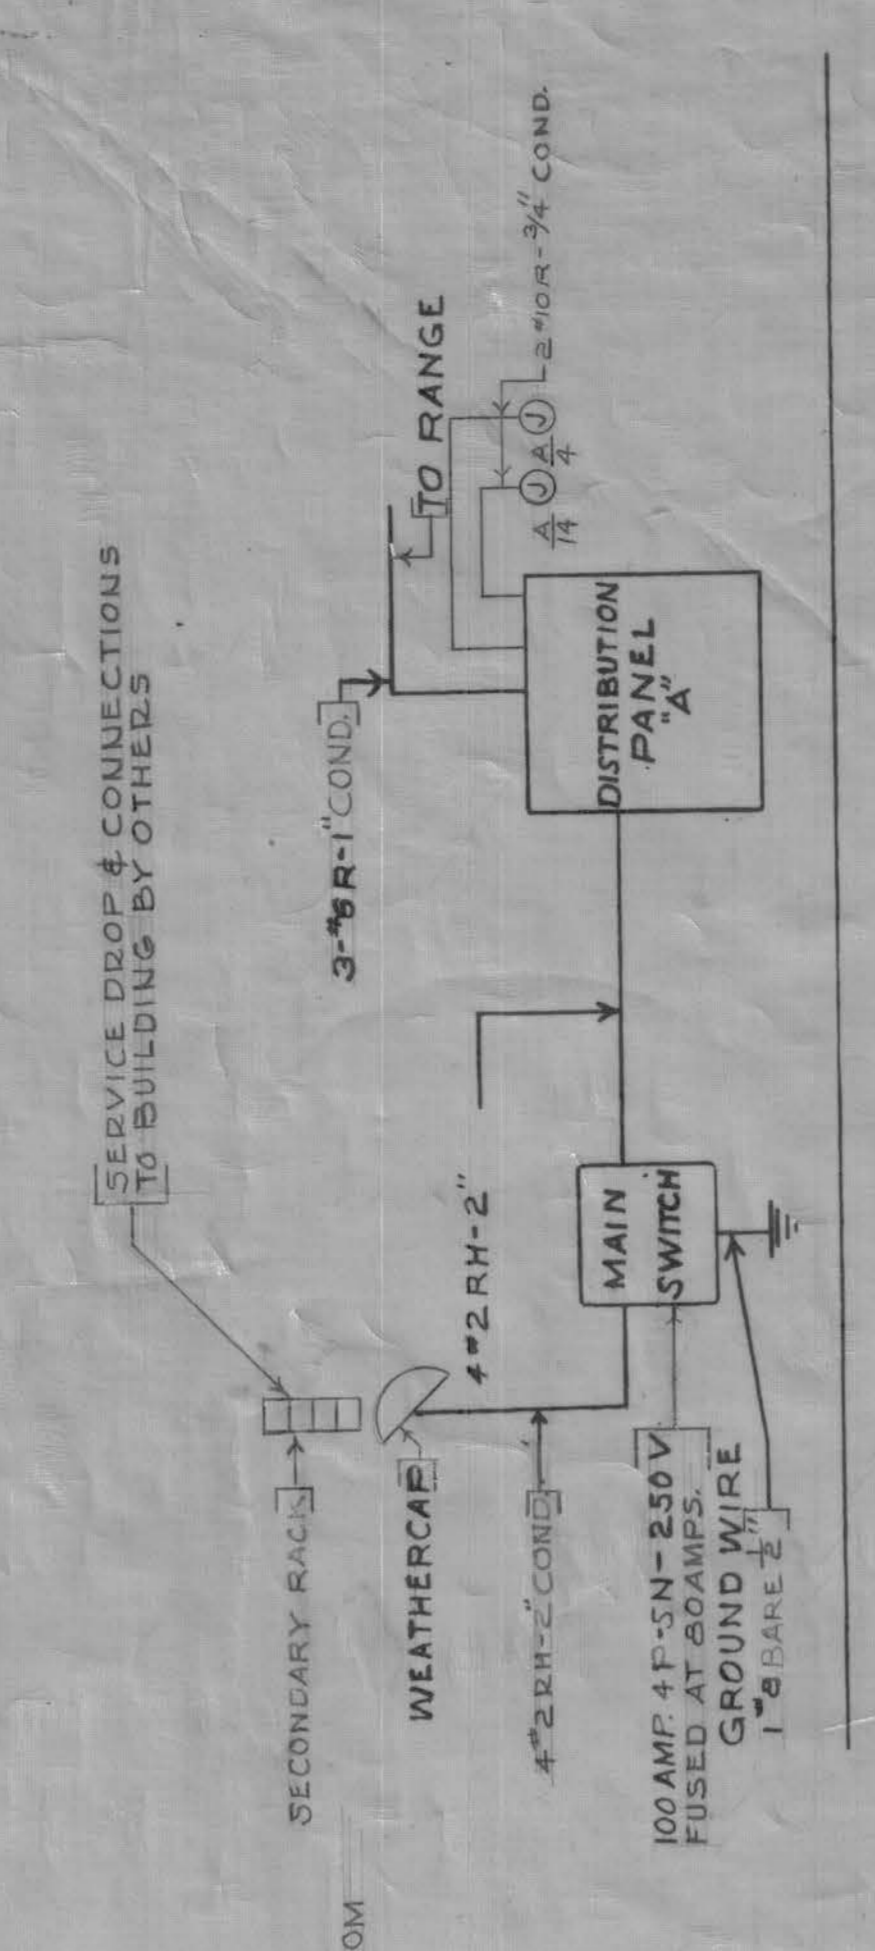 SERVICE DROP & CONNECTIONS
TO BUILDING BY OTHERS
SECONDARY RACK
WEATHERCAP
4#2RH-2" COND.
4#2RH-2"
3-#6R-1" COND.
TO RANGE
2#10R-3/4" COND.
J
J
A/14
A/4
DISTRIBUTION
PANEL
"A"
MAIN
SWITCH
100 AMP. 4P-SN-250V
FUSED AT 80AMPS.
GROUND WIRE
1#8 BARE 1/2"
OM